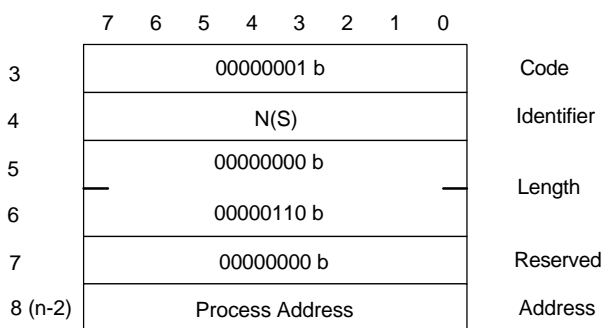 7 6 5 4 3 2 1 0
3 00000001 b Code
4 N(S) Identifier
5 00000000 b
Length
6 00000110 b
7 00000000 b Reserved
8 (n-2) Process Address Address